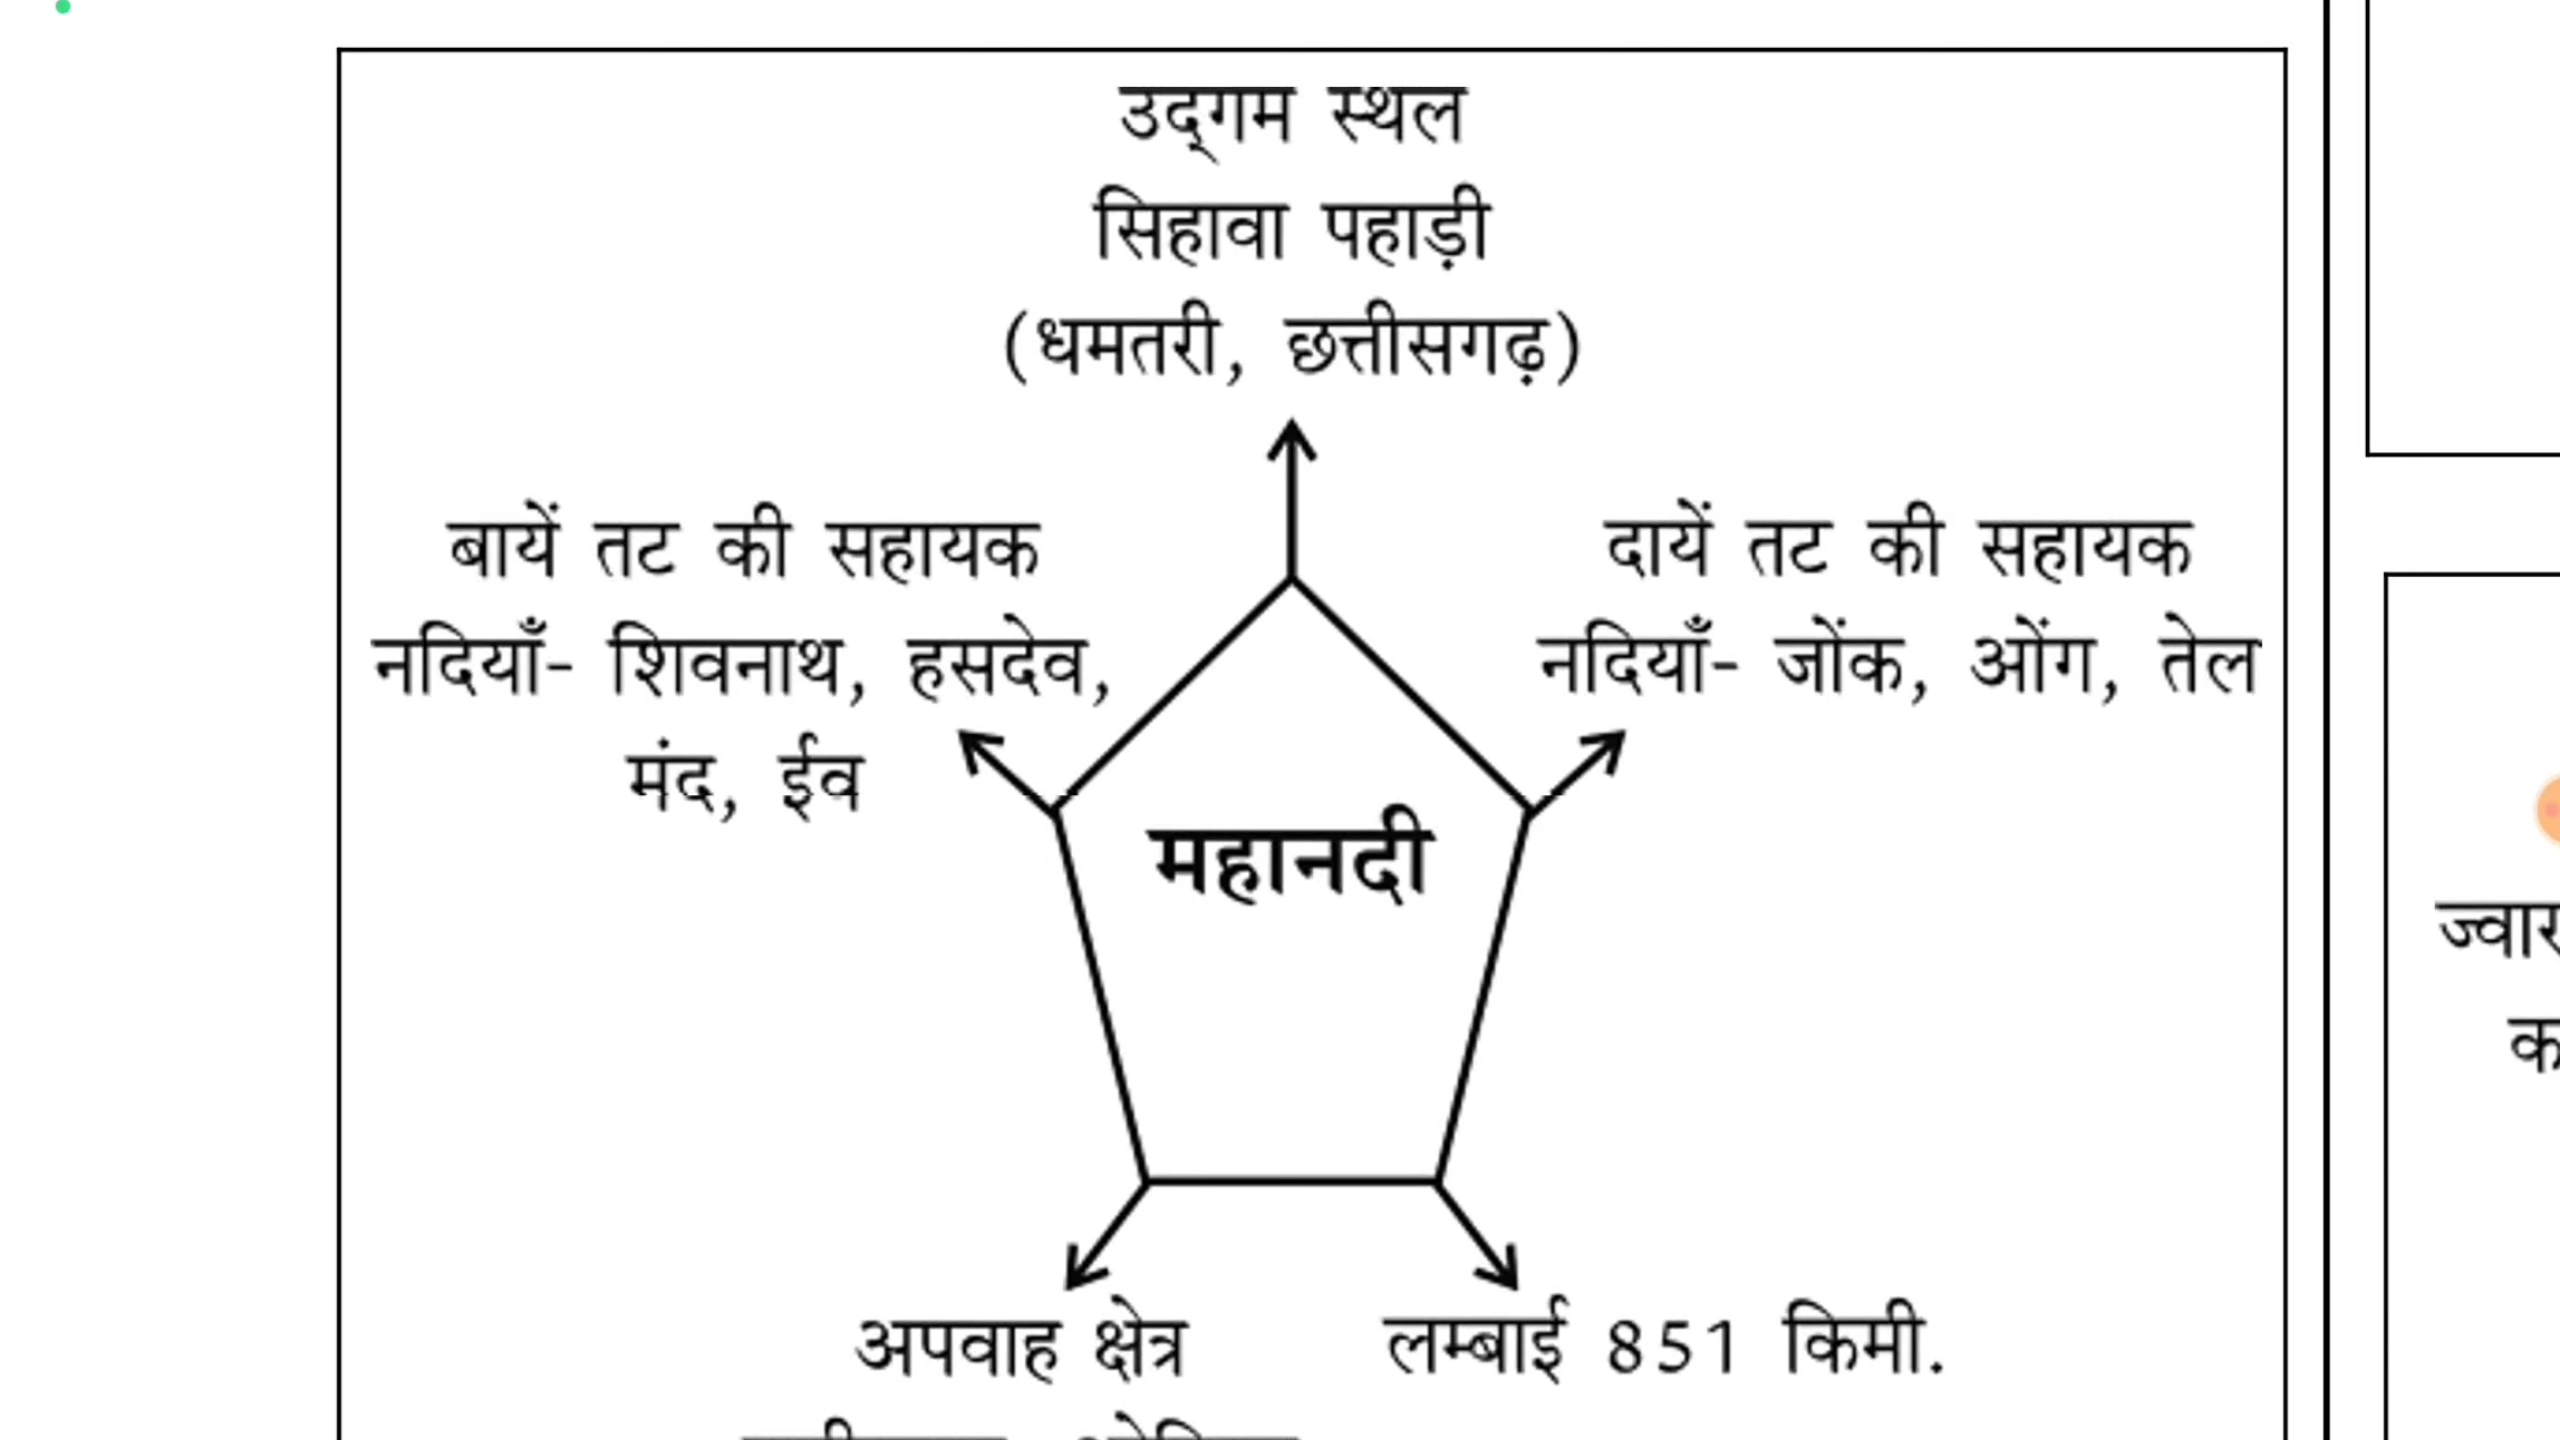 उद्गम स्थल
सिहावा पहाड़ी
(धमतरी, छत्तीसगढ़)
बायें तट की सहायक
नदियाँ- शिवनाथ, हसदेव,
मंद, ईव
दायें तट की सहायक
नदियाँ- जोंक, ओंग, तेल
महानदी
अपवाह क्षेत्र
लम्बाई 851 किमी.